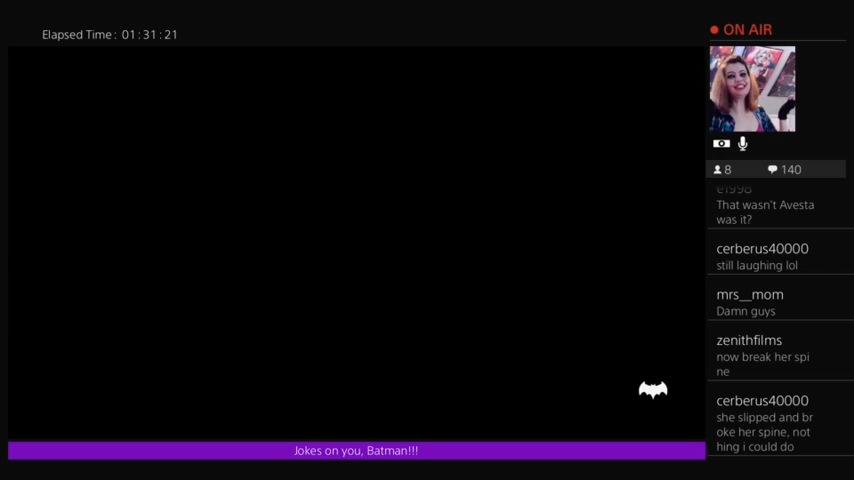 Elapsed Time: 01:31:21
ON AIR
8
140
e1998
That wasn't Avesta
was it?
cerberus40000
still laughing lol
mrs__mom
Damn guys
zenithfilms
now break her spi
ne
cerberus40000
she slipped and br
oke her spine, not
hing i could do
Jokes on you, Batman!!!